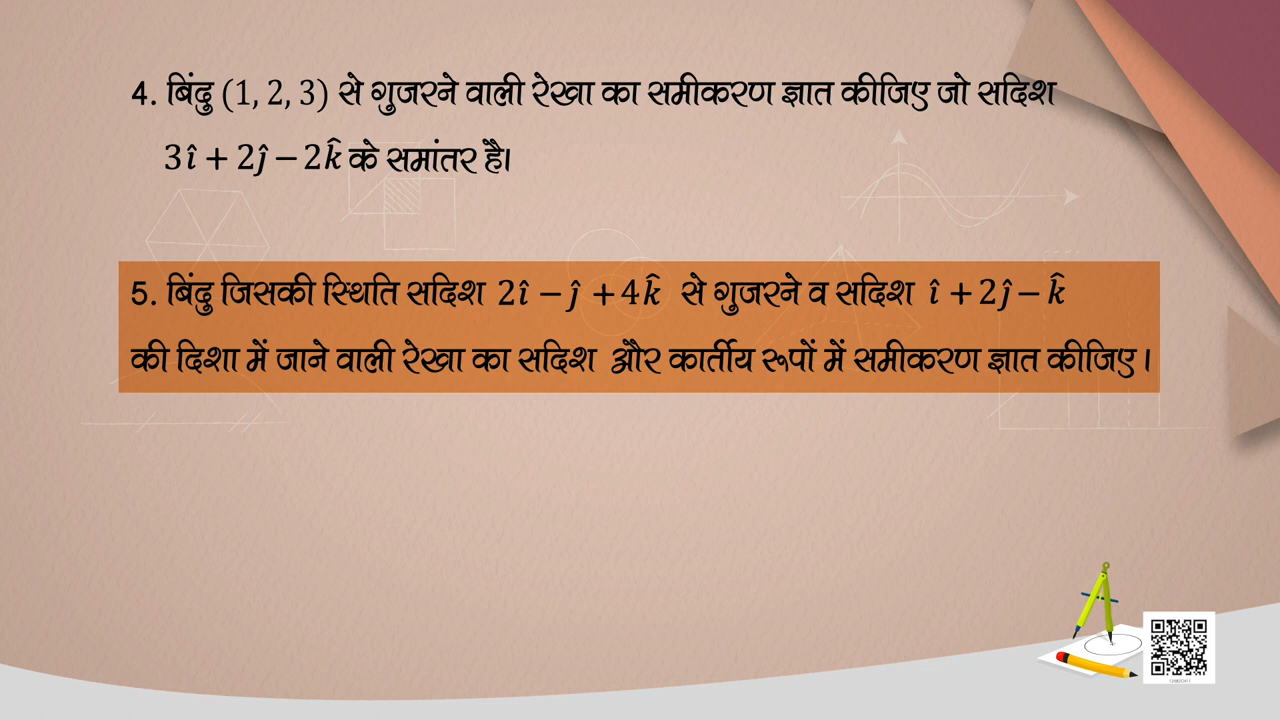 4. बिंदु (1, 2, 3) से गुजरने वाली रेखा का समीकरण ज्ञात कीजिए जो सदिश
3î + 2ĵ − 2k̂ के समांतर है।
5. बिंदु जिसकी स्थिति सदिश 2î − ĵ + 4k̂ से गुजरने व सदिश î + 2ĵ − k̂
की दिशा में जाने वाली रेखा का सदिश और कार्तीय रूपों में समीकरण ज्ञात कीजिए।